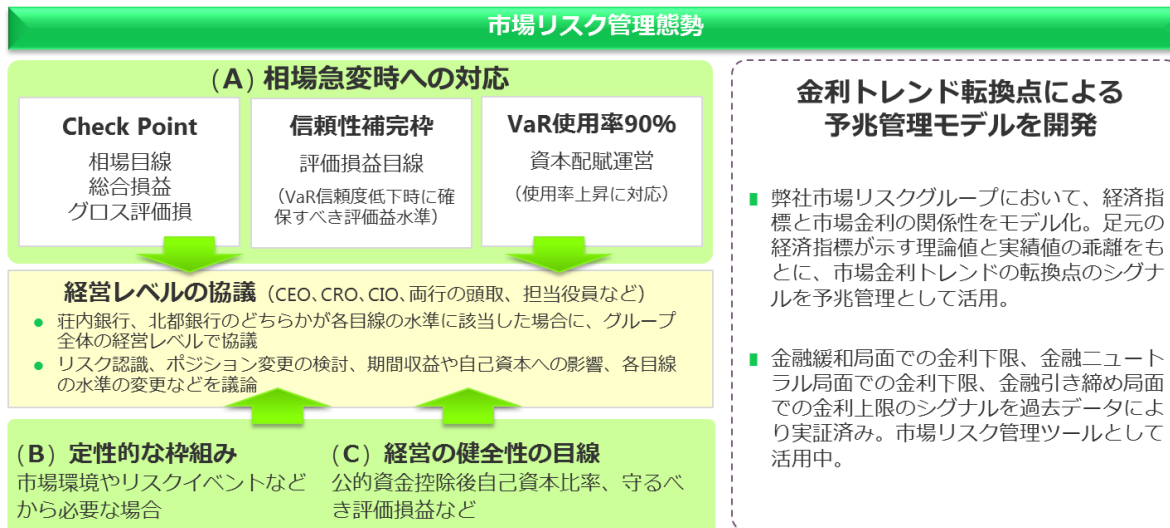 市場リスク管理態勢
(A) 相場急変時への対応
Check Point
相場目線
総合損益
グロス評価損
信頼性補完枠
評価損益目線
（VaR信頼度低下時に確
保すべき評価益水準）
VaR使用率90%
資本配賦運営
（使用率上昇に対応）
経営レベルの協議（CEO、CRO、CIO、両行の頭取、担当役員など）
● 荘内銀行、北都銀行のどちらかが各目線の水準に該当した場合に、グループ
全体の経営レベルで協議
● リスク認識、ポジション変更の検討、期間収益や自己資本への影響、各目線
の水準の変更などを議論
(B) 定性的な枠組み
市場環境やリスクイベントなど
から必要な場合
(C) 経営の健全性の目線
公的資金控除後自己資本比率、守るべ
き評価損益など
金利トレンド転換点による
予兆管理モデルを開発
■ 弊社市場リスクグループにおいて、経済指
標と市場金利の関係性をモデル化。足元の
経済指標が示す理論値と実績値の乖離をも
とに、市場金利トレンドの転換点のシグナ
ルを予兆管理として活用。
■ 金融緩和局面での金利下限、金融ニュート
ラル局面での金利下限、金融引き締め局面
での金利上限のシグナルを過去データによ
り実証済み。市場リスク管理ツールとして
活用中。